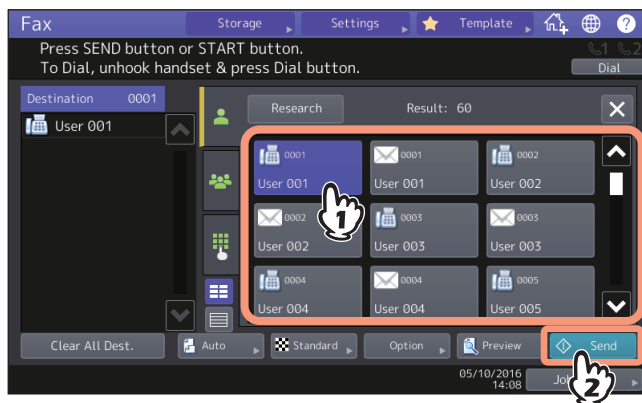 Fax
Storage
Settings
Template
?
Press SEND button or START button.
To Dial, unhook handset & press Dial button.
1
2
Dial
Destination 0001
User 001
Research
Result: 60
0001
User 001
0001
User 001
0002
User 002
0002
User 002
0003
User 003
0003
User 003
0004
User 004
0004
User 004
0005
User 005
1
Clear All Dest.
Auto
Standard
Option
Preview
Send
05/10/2016
14:08
Jo
2